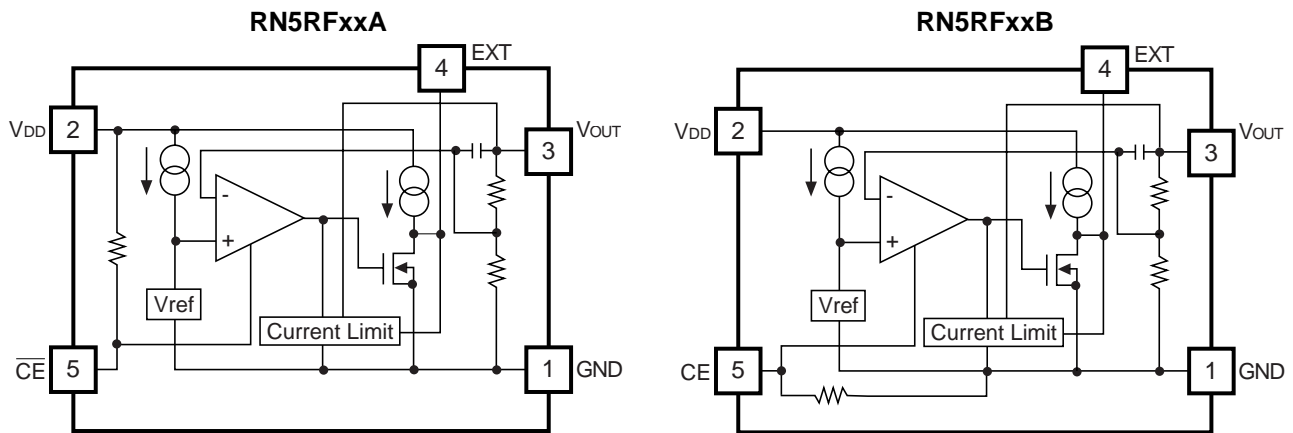 RN5RFxxA
RN5RFxxB
4
EXT
VDD
2
3
VOUT
-
+
Vref
Current Limit
CE
5
1
GND
4
EXT
VDD
2
3
VOUT
-
+
Vref
Current Limit
CE
5
1
GND